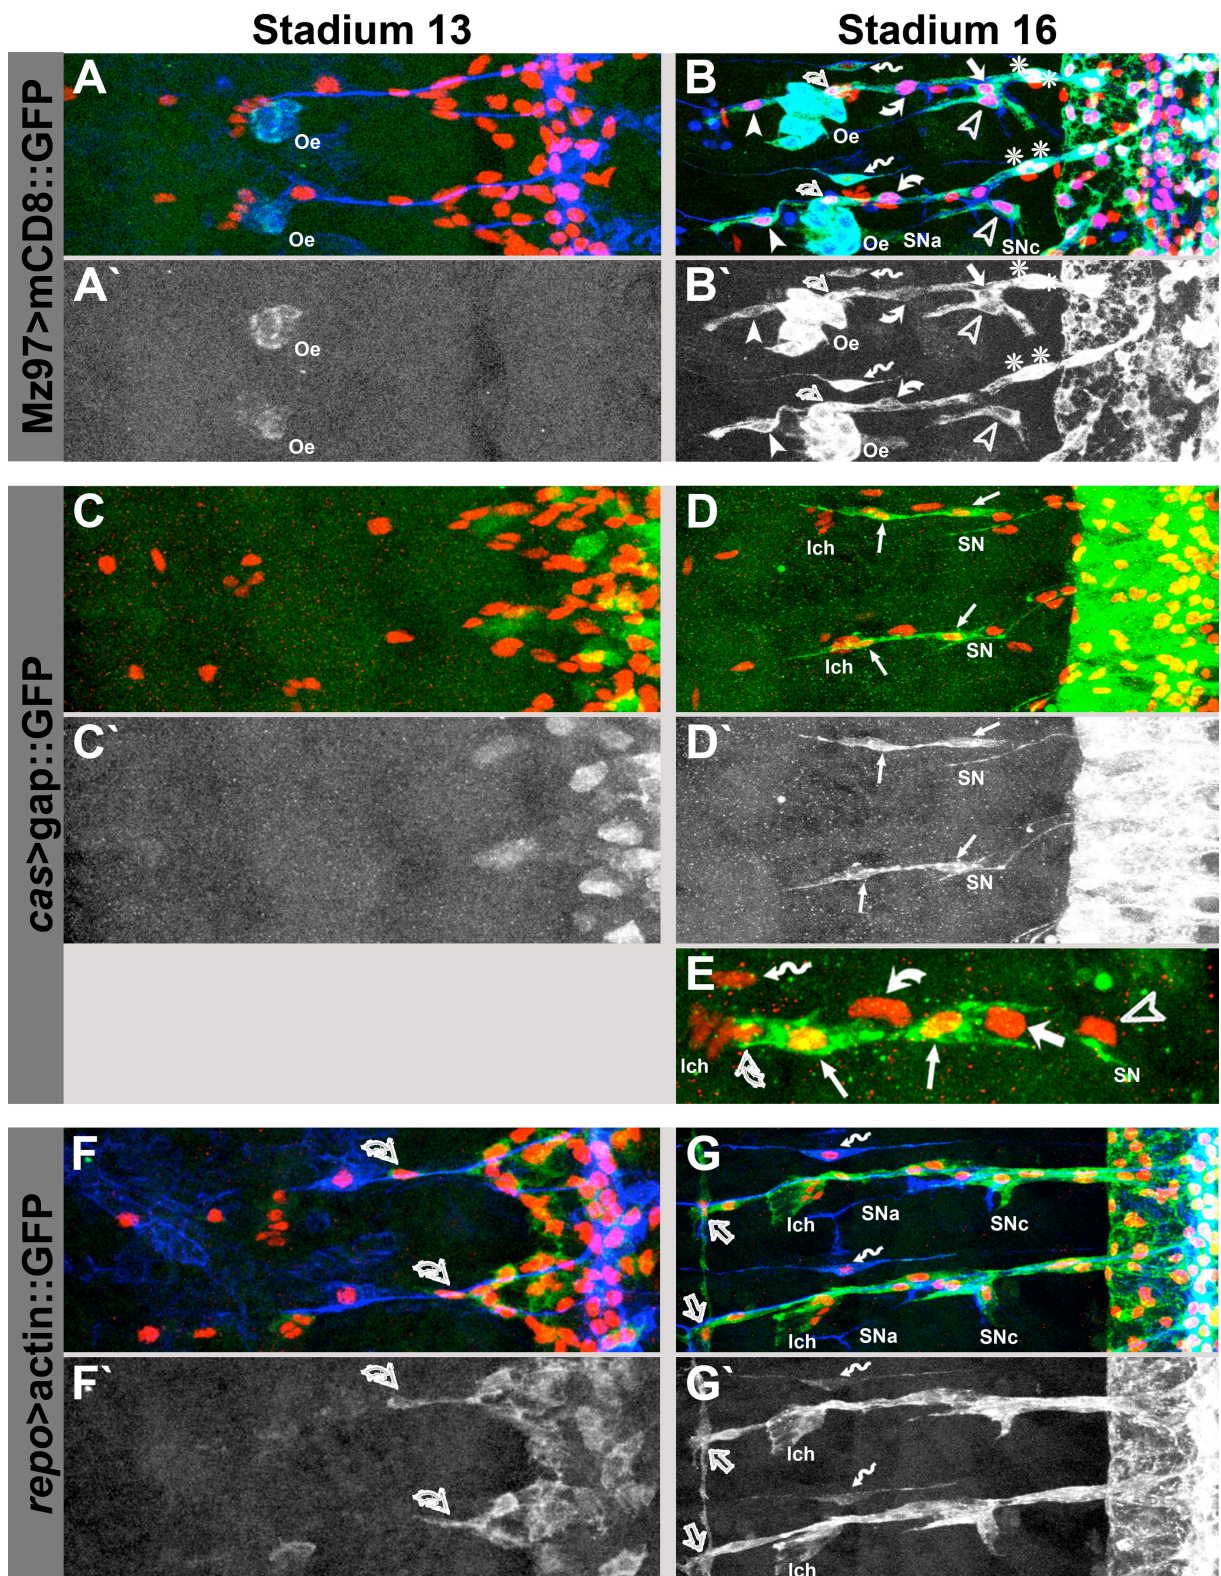 Stadium 13
Stadium 16
Mz97>mCD8::GFP
A
Oe
Oe
B
Oe
Oe
SNa
SNc
A`
Oe
Oe
B`
Oe
Oe
cas>gap::GFP
C
D
Ich
SN
Ich
SN
C`
D`
SN
SN
E
Ich
SN
repo>actin::GFP
F
G
Ich
SNa
SNc
Ich
SNa
SNc
F`
G`
Ich
Ich